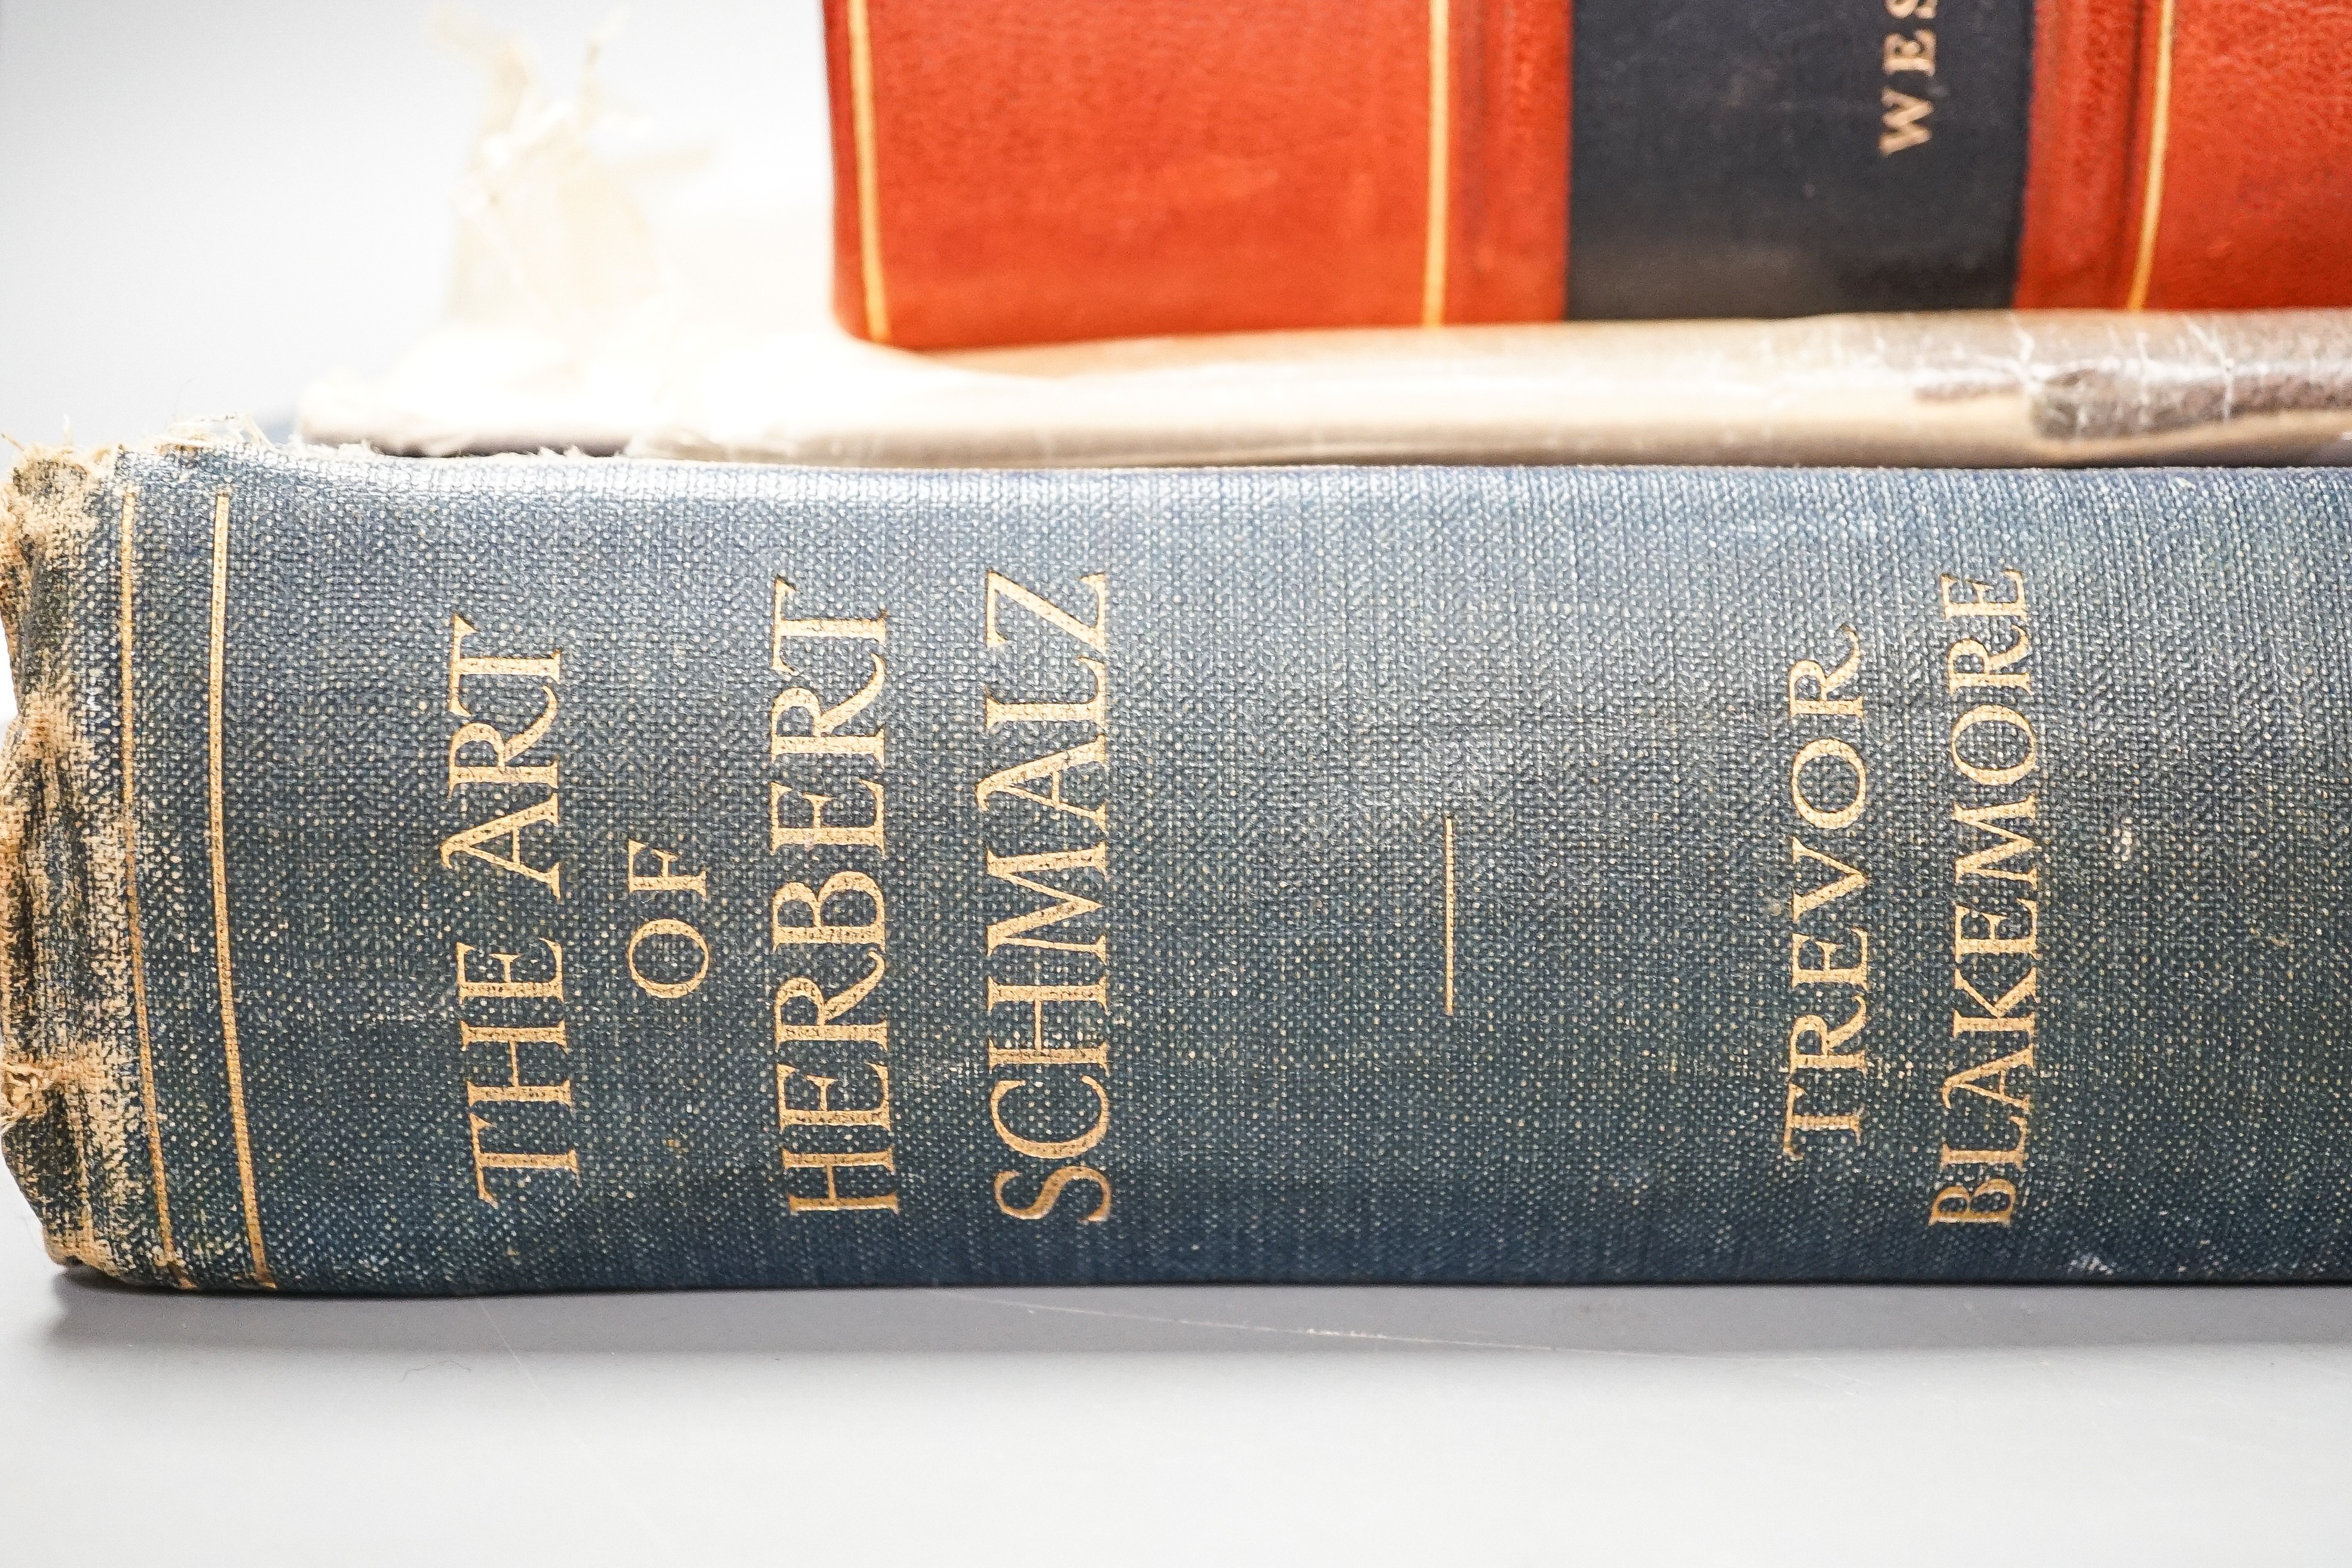 THE ART
OF
HERBERT
SCHMALZ
TREVOR
BLAKEMORE
WES